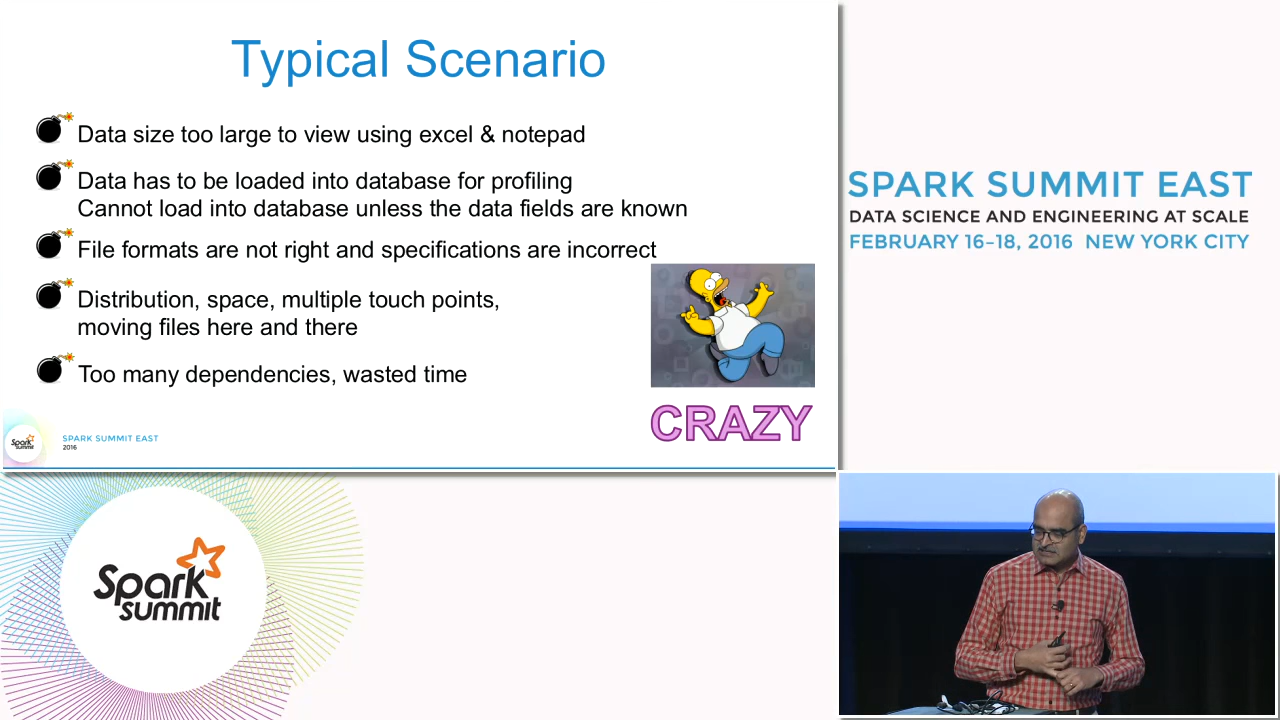 Typical Scenario
Data size too large to view using excel & notepad
Data has to be loaded into database for profiling
Cannot load into database unless the data fields are known
File formats are not right and specifications are incorrect
Distribution, space, multiple touch points,
moving files here and there
Too many dependencies, wasted time
CRAZY
Spark
Summit
SPARK SUMMIT EAST
2016
SPARK SUMMIT EAST
DATA SCIENCE AND ENGINEERING AT SCALE
FEBRUARY 16–18, 2016 NEW YORK CITY
Spark
Summit